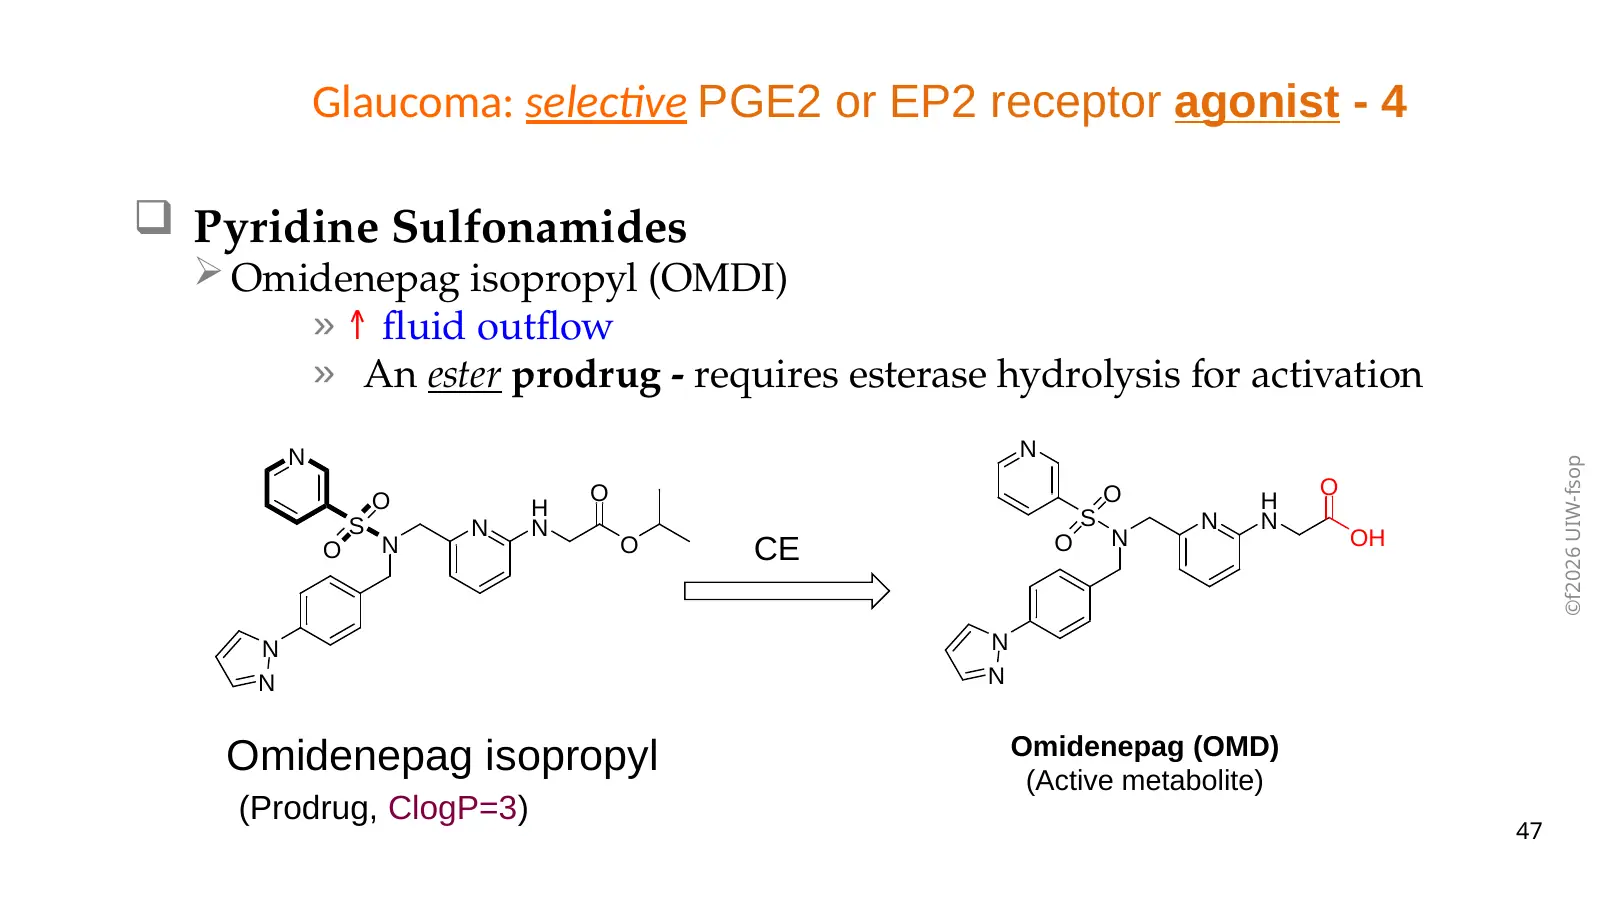 Glaucoma: selective PGE2 or EP2 receptor agonist - 4
❑ Pyridine Sulfonamides
➢ Omidenepag isopropyl (OMDI)
» ↑ fluid outflow
» An ester prodrug - requires esterase hydrolysis for activation
N
O
S
O
N
N
H
N
O
O
N
N
CE
N
O
S
O
N
N
H
N
O
OH
N
N
Omidenepag isopropyl
(Prodrug, ClogP=3)
Omidenepag (OMD)
(Active metabolite)
©f2026 UIW-fsop
47